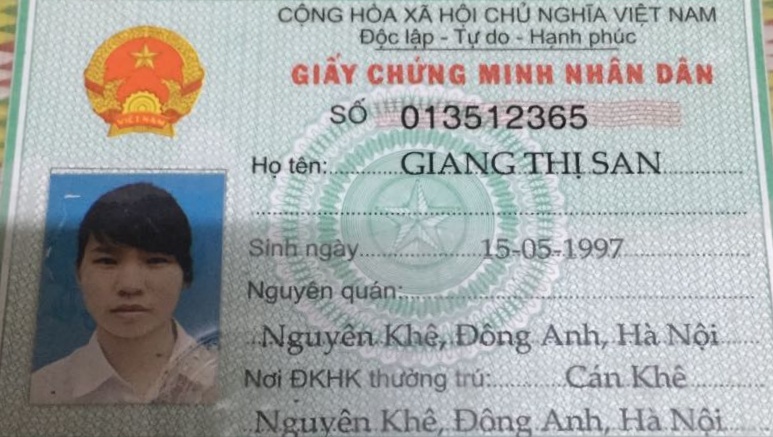 CỘNG HÒA XÃ HỘI CHỦ NGHĨA VIỆT NAM
Độc lập - Tự do - Hạnh phúc
GIẤY CHỨNG MINH NHÂN DÂN
VIỆT NAM
SỐ 013512365
Họ tên: GIANG THỊ SAN
Sinh ngày 15-05-1997
Nguyên quán:
Nguyên Khê, Đông Anh, Hà Nội
Nơi ĐKHK thường trú: Cán Khê
Nguyên Khê, Đông Anh, Hà Nội